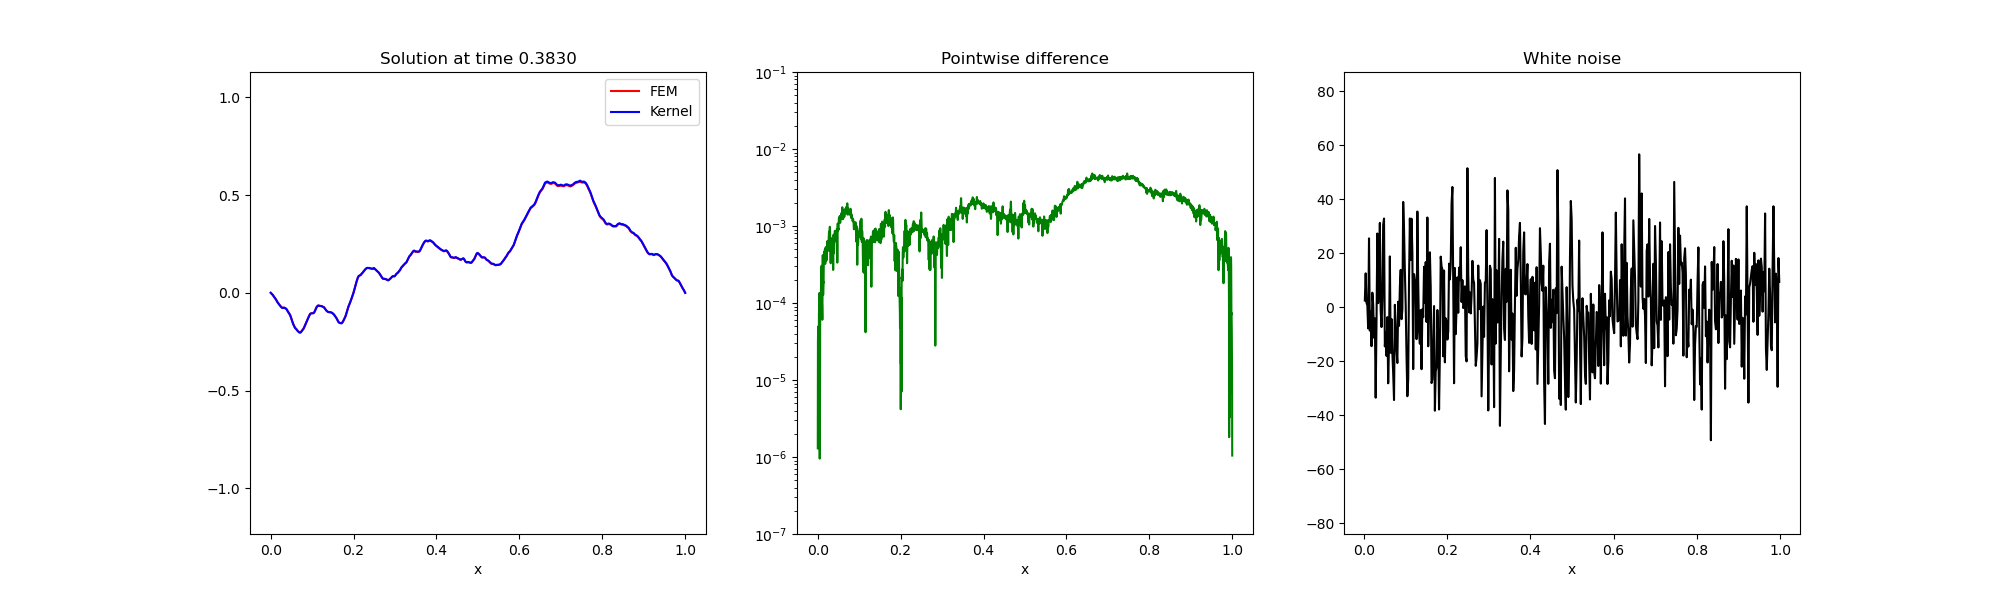 Solution at time 0.3830
1.0
0.5
0.0
−0.5
−1.0
FEM
Kernel
0.0 0.2 0.4 0.6 0.8 1.0
x
Pointwise difference
10⁻¹
10⁻²
10⁻³
10⁻⁴
10⁻⁵
10⁻⁶
10⁻⁷
0.0 0.2 0.4 0.6 0.8 1.0
x
White noise
80
60
40
20
0
−20
−40
−60
−80
0.0 0.2 0.4 0.6 0.8 1.0
x